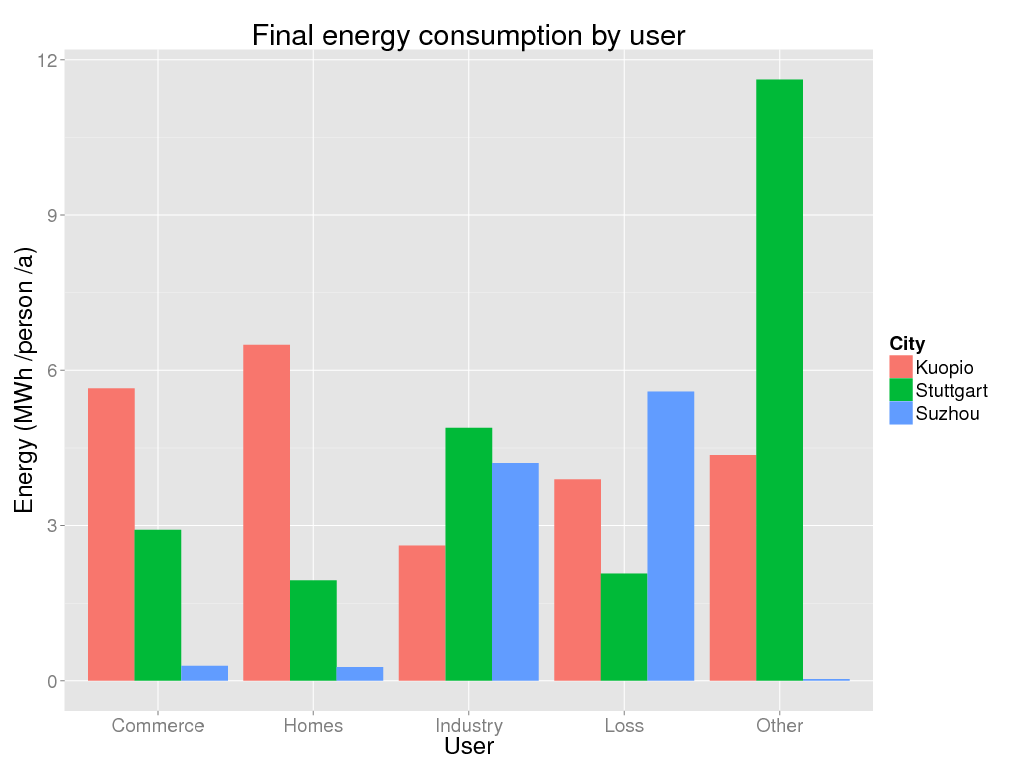 Final energy consumption by user
Energy (MWh /person /a)
12
9
6
3
0
Commerce
Homes
Industry
Loss
Other
User
City
Kuopio
Stuttgart
Suzhou